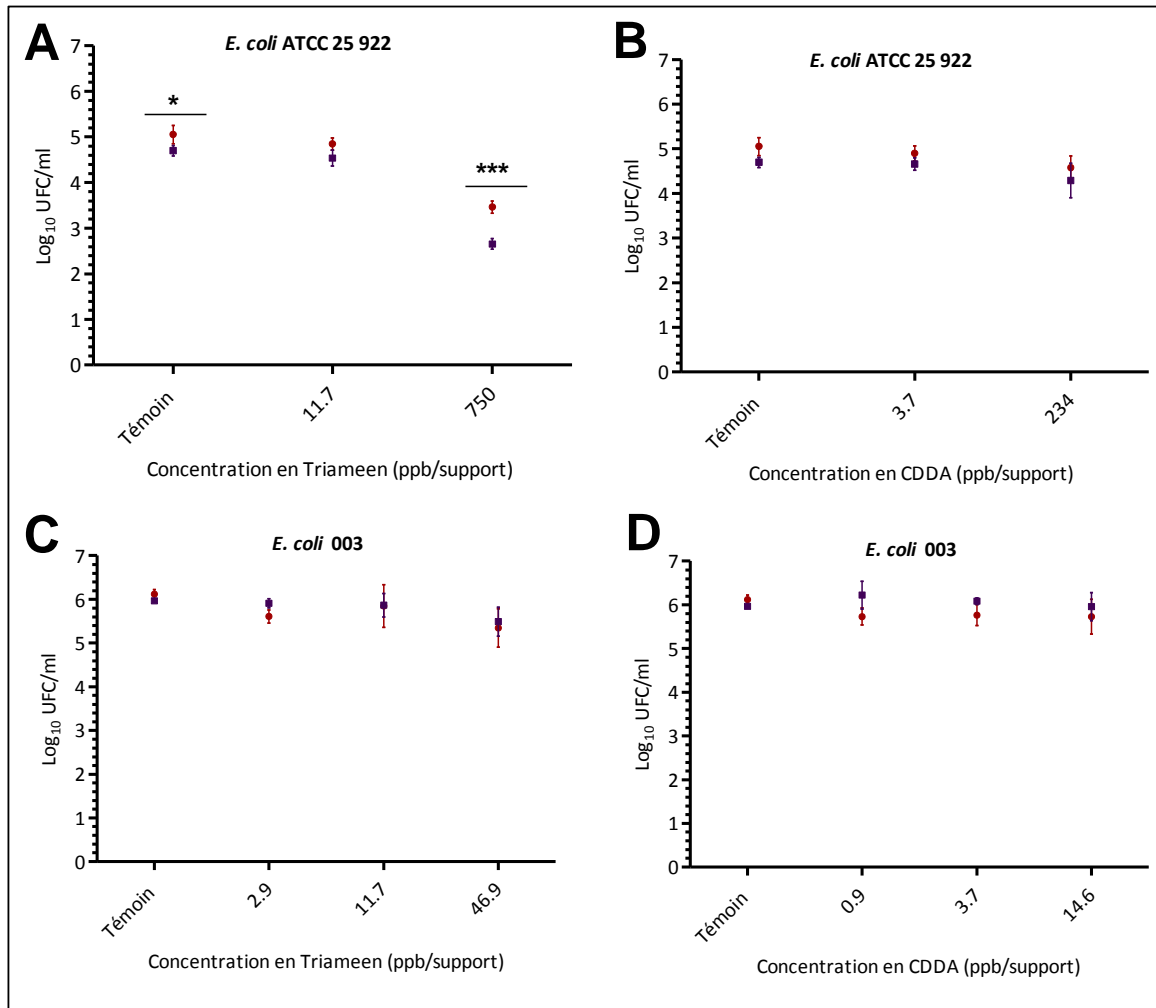 A
E. coli ATCC 25 922
7
6
5
4
3
2
1
0
Log10 UFC/ml
*
***
Témoin
11.7
750
Concentration en Triameen (ppb/support)
B
E. coli ATCC 25 922
7
6
5
4
3
2
1
0
Log10 UFC/ml
Témoin
3.7
234
Concentration en CDDA (ppb/support)
C
E. coli 003
7
6
5
4
3
2
1
0
Log10 UFC/ml
Témoin
2.9
11.7
46.9
Concentration en Triameen (ppb/support)
D
E. coli 003
7
6
5
4
3
2
1
0
Log10 UFC/ml
Témoin
0.9
3.7
14.6
Concentration en CDDA (ppb/support)